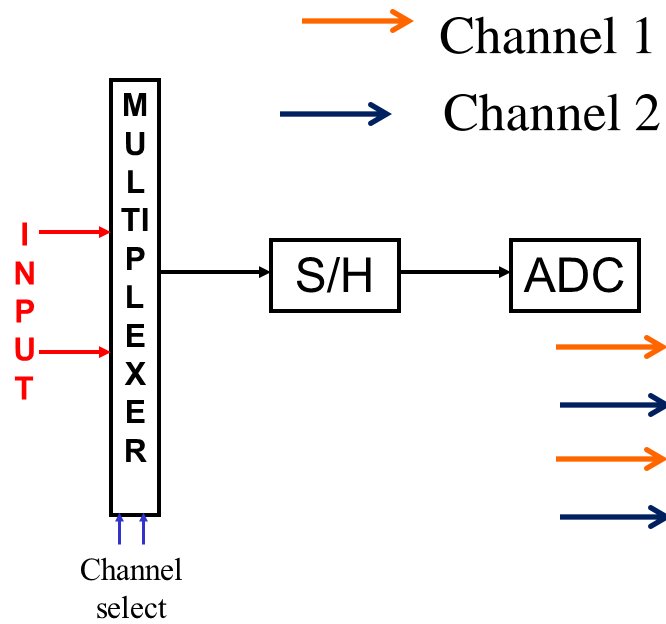 Channel 1
Channel 2
MULTIPLEXER
INPUT
S/H
ADC
Channel
select